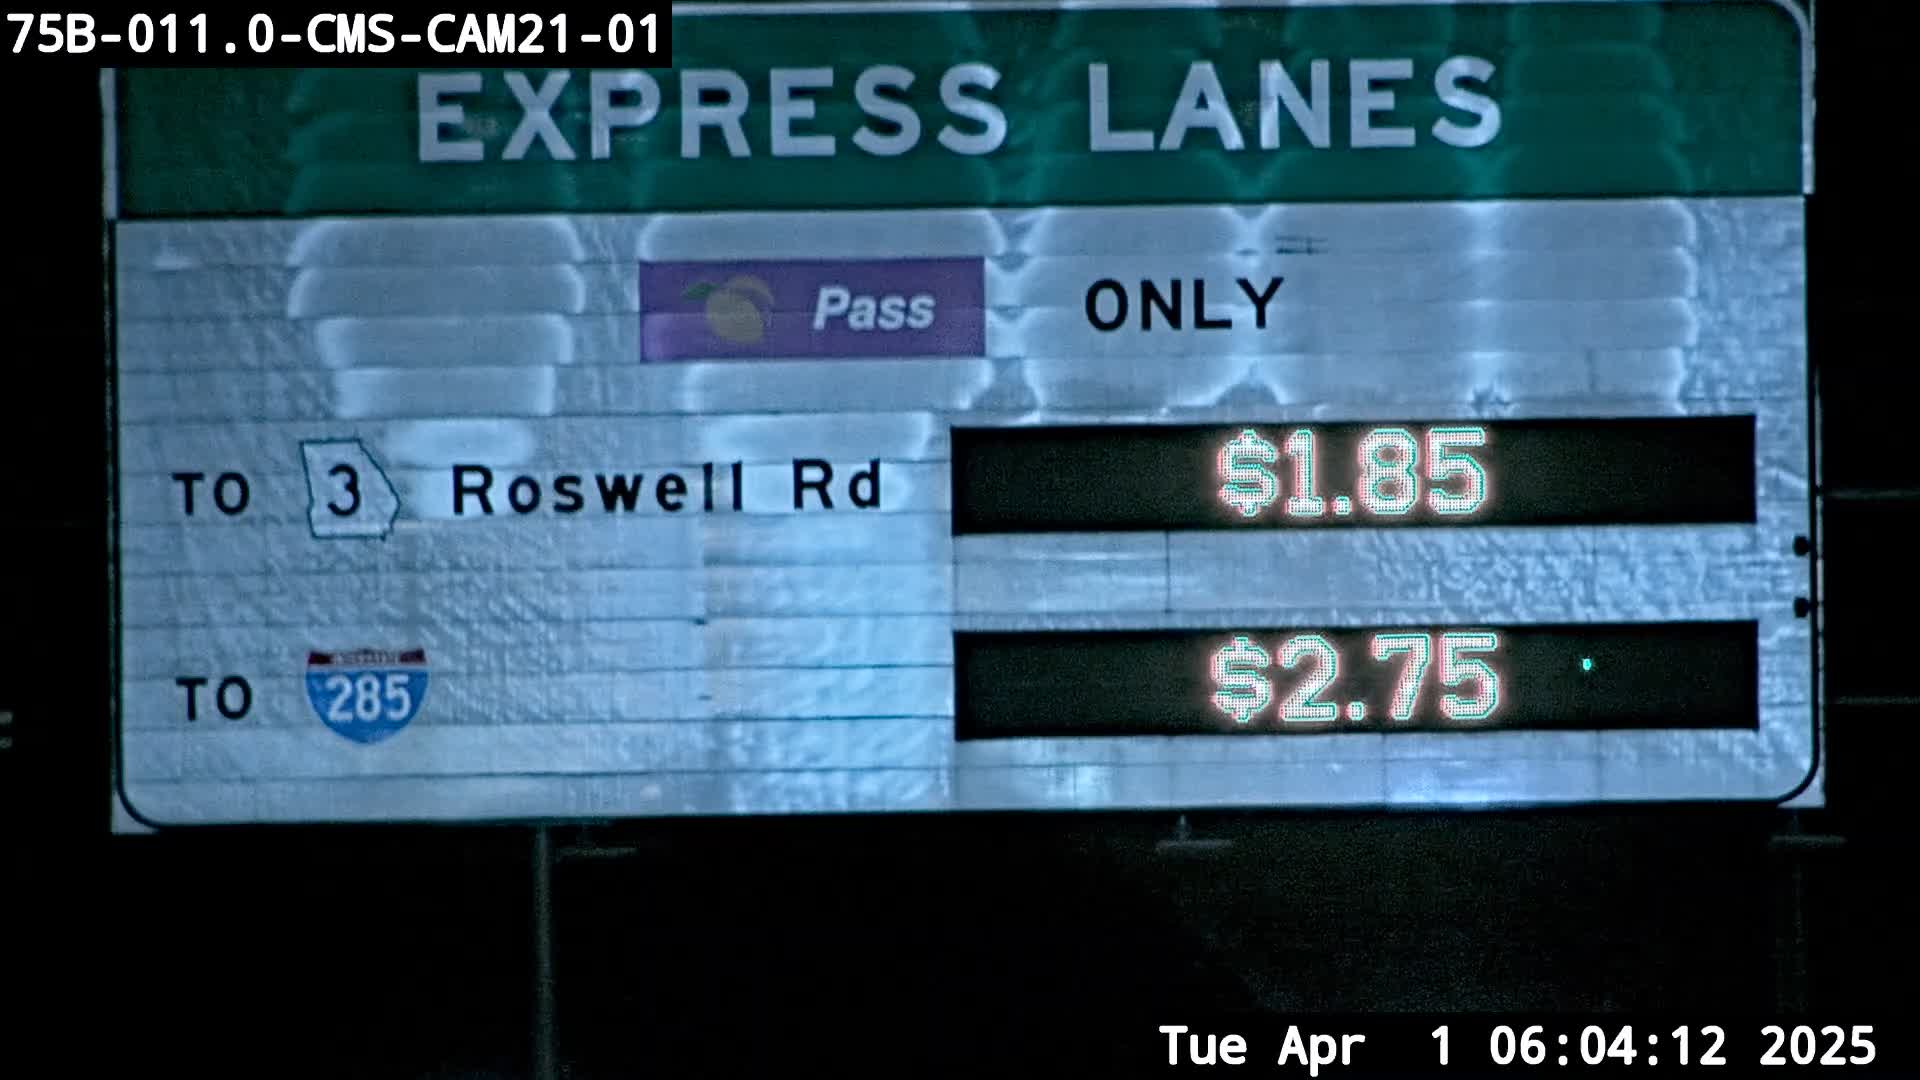 75B-011.0-CMS-CAM21-01
EXPRESS LANES
Pass ONLY
TO 3 Roswell Rd $1.85
TO 285 $2.75
Tue Apr 1 06:04:12 2025